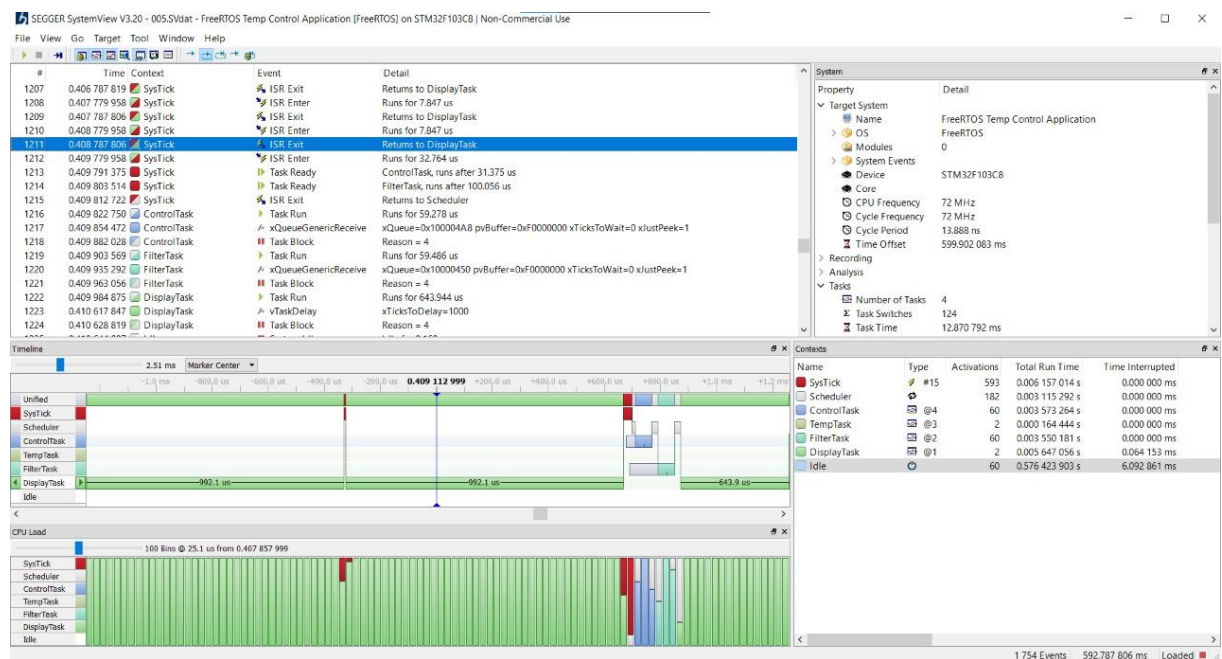 SEGGER SystemView V3.20 - 005.SVdat - FreeRTOS Temp Control Application [FreeRTOS] on STM32F103C8 | Non-Commercial Use
File View Go Target Tool Window Help
# Time Context Event Detail
1207 0.406 787 819 SysTick ISR Exit Returns to DisplayTask
1208 0.407 779 958 SysTick ISR Enter Runs for 7.847 us
1209 0.407 787 806 SysTick ISR Exit Returns to DisplayTask
1210 0.408 779 958 SysTick ISR Enter Runs for 7.847 us
1211 0.408 787 806 SysTick ISR Exit Returns to DisplayTask
1212 0.409 779 958 SysTick ISR Enter Runs for 32.764 us
1213 0.409 791 375 SysTick Task Ready ControlTask, runs after 31.375 us
1214 0.409 803 514 SysTick Task Ready FilterTask, runs after 100.056 us
1215 0.409 812 722 SysTick ISR Exit Returns to Scheduler
1216 0.409 822 750 ControlTask Task Run Runs for 59.278 us
1217 0.409 854 472 ControlTask xQueueGenericReceive xQueue=0x100004A8 pvBuffer=0xF0000000 xTicksToWait=0 xJustPeek=1
1218 0.409 882 028 ControlTask Task Block Reason = 4
1219 0.409 903 569 FilterTask Task Run Runs for 59.486 us
1220 0.409 935 292 FilterTask xQueueGenericReceive xQueue=0x10000450 pvBuffer=0xF0000000 xTicksToWait=0 xJustPeek=1
1221 0.409 963 056 FilterTask Task Block Reason = 4
1222 0.409 984 875 DisplayTask Task Run Runs for 643.944 us
1223 0.410 617 847 DisplayTask vTaskDelay xTicksToDelay=1000
1224 0.410 628 819 DisplayTask Task Block Reason = 4
System
Property Detail
Target System
Name FreeRTOS Temp Control Application
OS FreeRTOS
Modules 0
System Events
Device STM32F103C8
Core
CPU Frequency 72 MHz
Cycle Frequency 72 MHz
Cycle Period 13.888 ns
Time Offset 599.902 083 ms
Recording
Analysis
Tasks
Number of Tasks 4
Task Switches 124
Task Time 12.870 792 ms
Timeline
2.51 ms Marker Center
-1.0 ms -800.0 us -600.0 us -400.0 us -200.0 us 0.409 112 999 +200.0 us +400.0 us +600.0 us +800.0 us +1.0 ms +1.2 ms
Unified
SysTick
Scheduler
ControlTask
TempTask
FilterTask
DisplayTask 992.1 us 992.1 us 643.9 us
Idle
Contexts
Name Type Activations Total Run Time Time Interrupted
SysTick #15 593 0.006 157 014 s 0.000 000 ms
Scheduler 182 0.003 115 292 s 0.000 000 ms
ControlTask @4 60 0.003 573 264 s 0.000 000 ms
TempTask @3 2 0.000 164 444 s 0.000 000 ms
FilterTask @2 60 0.003 550 181 s 0.000 000 ms
DisplayTask @1 2 0.005 647 056 s 0.064 153 ms
Idle 60 0.576 423 903 s 6.092 861 ms
CPU Load
100 Bins @ 25.1 us from 0.407 857 999
SysTick
Scheduler
ControlTask
TempTask
FilterTask
DisplayTask
Idle
1 754 Events 592.787 806 ms Loaded